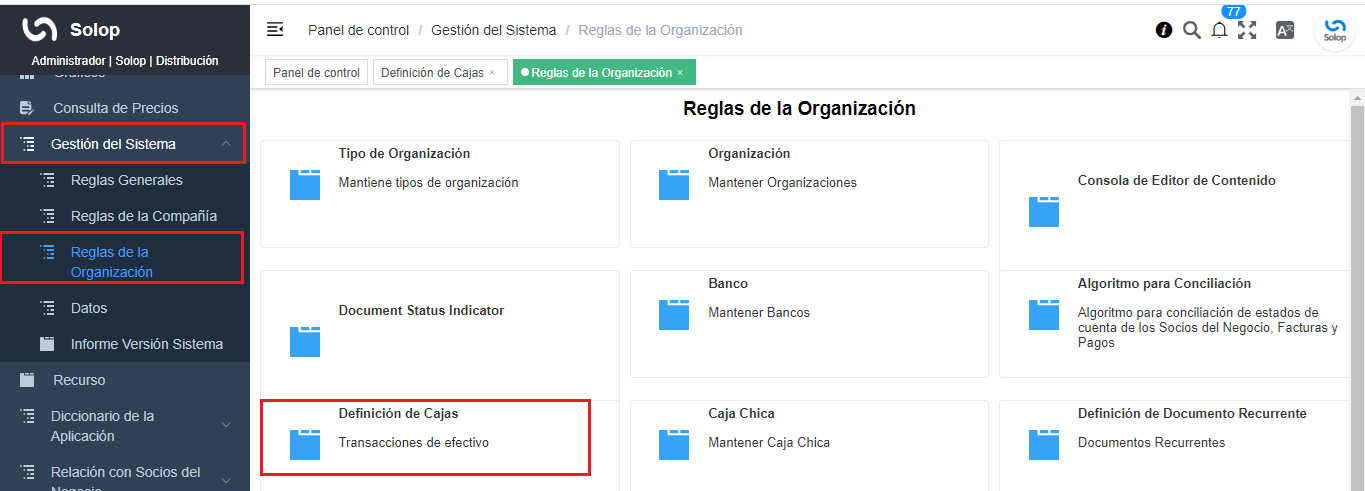 Solop
Administrador | Solop | Distribución
Gráficos
Consulta de Precios
Gestión del Sistema
Reglas Generales
Reglas de la Compañía
Reglas de la
Organización
Datos
Informe Versión Sistema
Recurso
Diccionario de la
Aplicación
Relación con Socios del
Negocio
Panel de control / Gestión del Sistema / Reglas de la Organización
77
Solop
Panel de control
Definición de Cajas ×
Reglas de la Organización ×
Reglas de la Organización
Tipo de Organización
Mantiene tipos de organización
Organización
Mantener Organizaciones
Consola de Editor de Contenido
Document Status Indicator
Banco
Mantener Bancos
Algoritmo para Conciliación
Algoritmo para conciliación de estados de
cuenta de los Socios del Negocio, Facturas y
Pagos
Definición de Cajas
Transacciones de efectivo
Caja Chica
Mantener Caja Chica
Definición de Documento Recurrente
Documentos Recurrentes